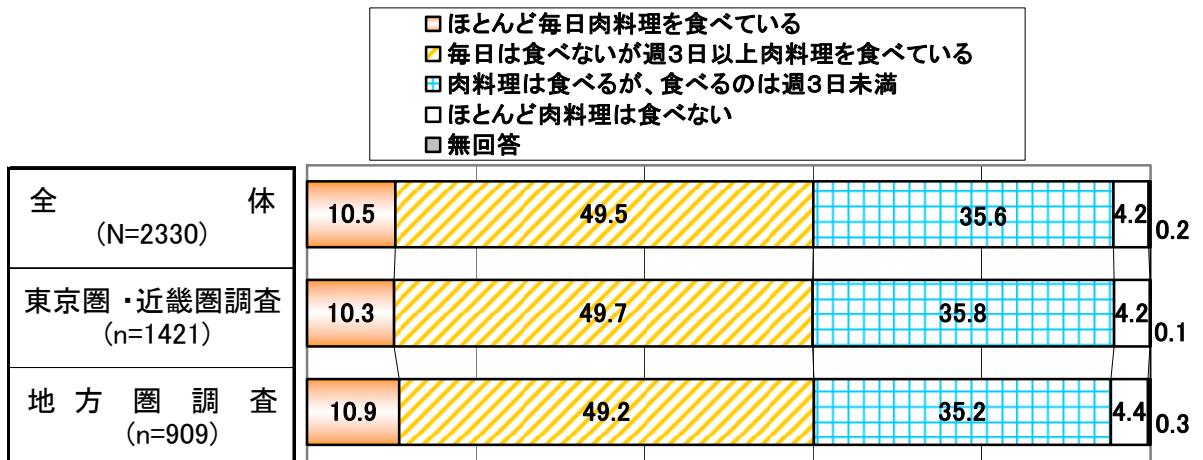 ほとんど毎日肉料理を食べている
毎日は食べないが週3日以上肉料理を食べている
肉料理は食べるが、食べるのは週3日未満
ほとんど肉料理は食べない
無回答
全 体
(N=2330)
10.5 49.5 35.6 4.2 0.2
東京圏・近畿圏調査
(n=1421)
10.3 49.7 35.8 4.2 0.1
地 方 圏 調 査
(n=909)
10.9 49.2 35.2 4.4 0.3